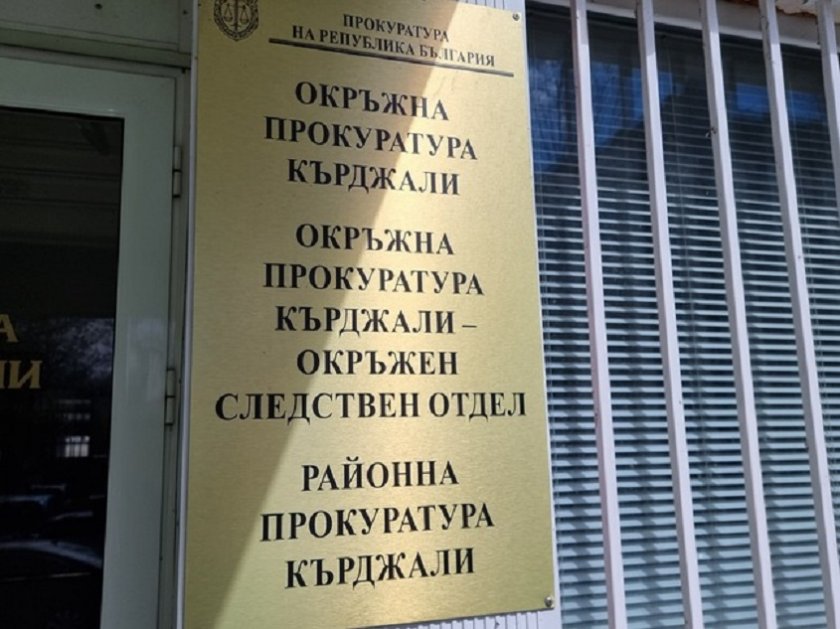 ПРОКУРАТУРА
НА РЕПУБЛИКА БЪЛГАРИЯ
ОКРЪЖНА
ПРОКУРАТУРА
КЪРДЖАЛИ
ОКРЪЖНА
ПРОКУРАТУРА
КЪРДЖАЛИ –
ОКРЪЖЕН
СЛЕДСТВЕН ОТДЕЛ
РАЙОННА
ПРОКУРАТУРА
КЪРДЖАЛИ